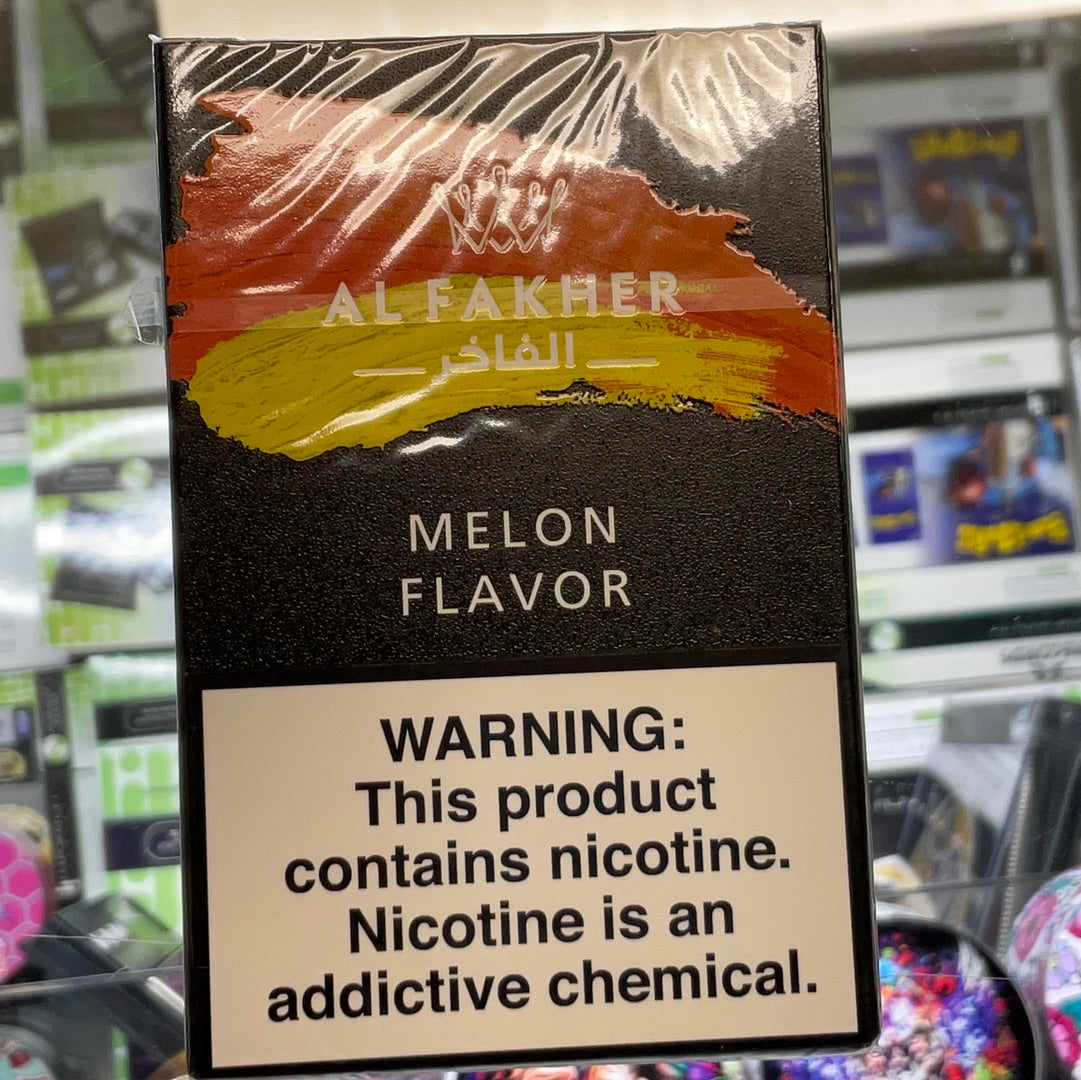 AL FAKHER
الفاخر
MELON
FLAVOR
WARNING:
This product
contains nicotine.
Nicotine is an
addictive chemical.